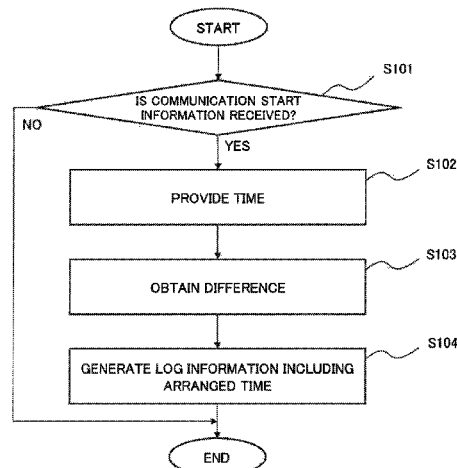 START
S101
IS COMMUNICATION START
INFORMATION RECEIVED?
NO
YES
S102
PROVIDE TIME
S103
OBTAIN DIFFERENCE
S104
GENERATE LOG INFORMATION INCLUDING
ARRANGED TIME
END